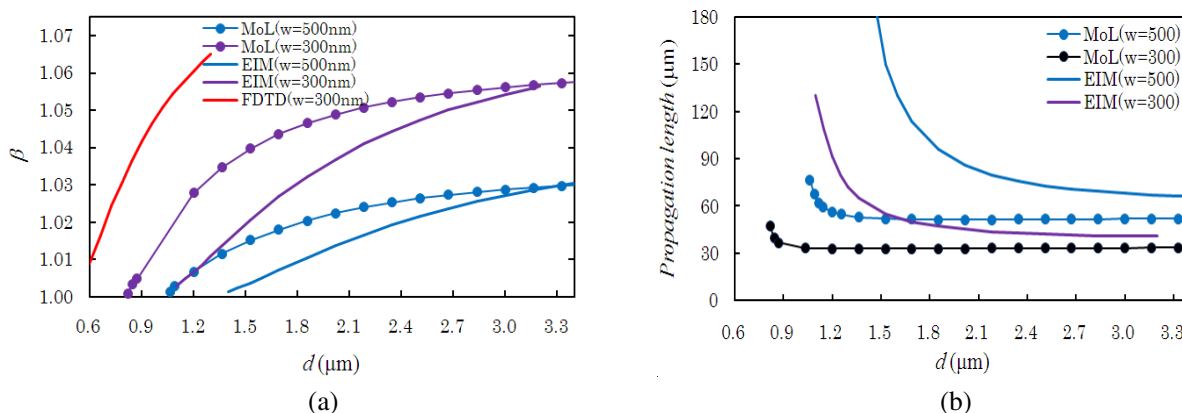 1.07
1.06
1.05
1.04
1.03
1.02
1.01
1.00
β
MoL(w=500nm)
MoL(w=300nm)
EIM(w=500nm)
EIM(w=300nm)
FDTD(w=300nm)
0.6 0.9 1.2 1.5 1.8 2.1 2.4 2.7 3.0 3.3
d (μm)
(a)
180
150
120
90
60
30
0
Propagation length (μm)
MoL(w=500)
MoL(w=300)
EIM(w=500)
EIM(w=300)
0.6 0.9 1.2 1.5 1.8 2.1 2.4 2.7 3.0 3.3
d (μm)
(b)